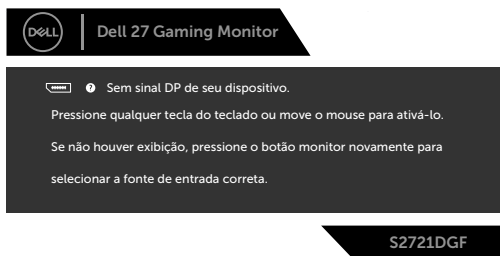 DELL
Dell 27 Gaming Monitor
Sem sinal DP de seu dispositivo.
Pressione qualquer tecla do teclado ou move o mouse para ativá-lo.
Se não houver exibição, pressione o botão monitor novamente para
selecionar a fonte de entrada correta.
S2721DGF